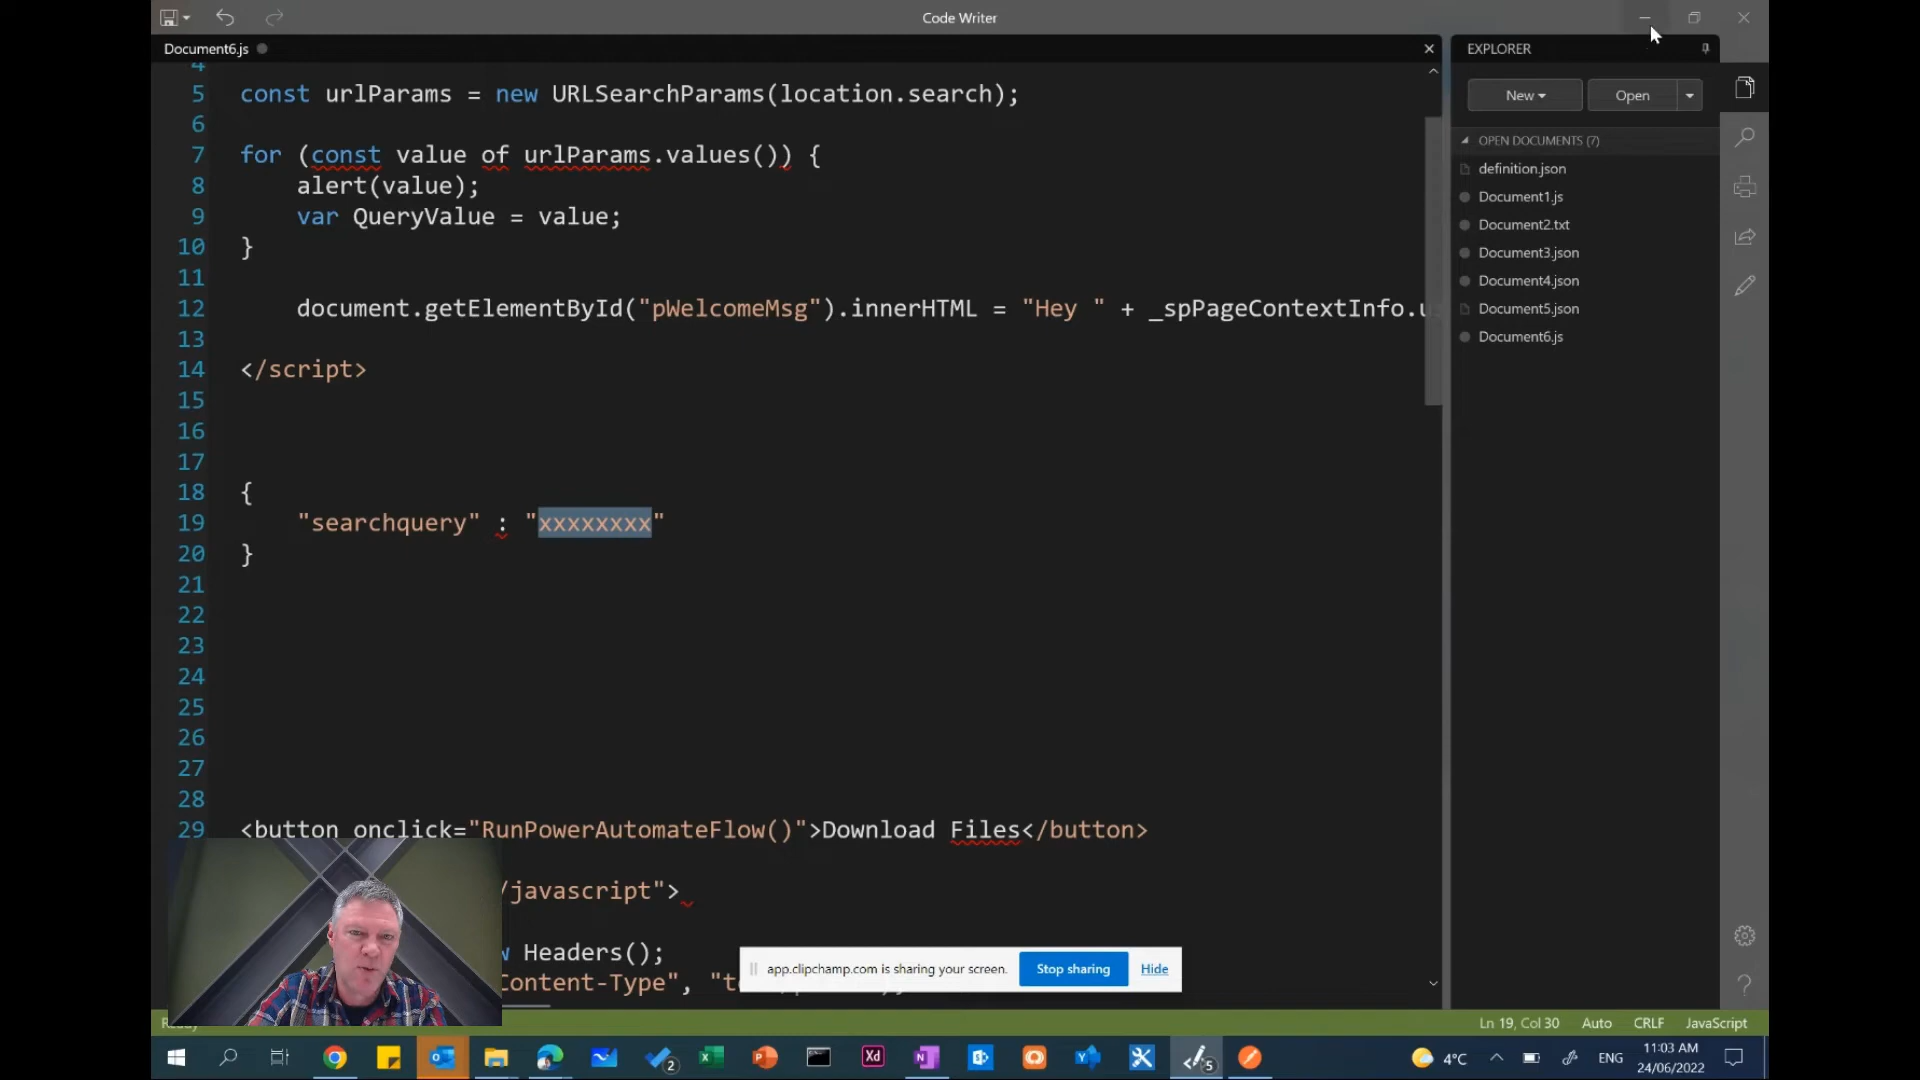 Code Writer
Document6.js
4
5 const urlParams = new URLSearchParams(location.search);
6
7 for (const value of urlParams.values()) {
8 alert(value);
9 var QueryValue = value;
10 }
11
12 document.getElementById("pWelcomeMsg").innerHTML = "Hey " + _spPageContextInfo.u
13
14 </script>
15
16
17
18 {
19 "searchquery" : "xxxxxxxx"
20 }
21
22
23
24
25
26
27
28
29 <button onclick="RunPowerAutomateFlow()">Download Files</button>
/javascript">
Headers();
Content-Type", "t
EXPLORER
New
Open
OPEN DOCUMENTS (7)
definition.json
Document1.js
Document2.txt
Document3.json
Document4.json
Document5.json
Document6.js
app.clipchamp.com is sharing your screen.
Stop sharing
Hide
Ln 19, Col 30
Auto
CRLF
JavaScript
2
Xd
5
4°C
ENG
11:03 AM
24/06/2022